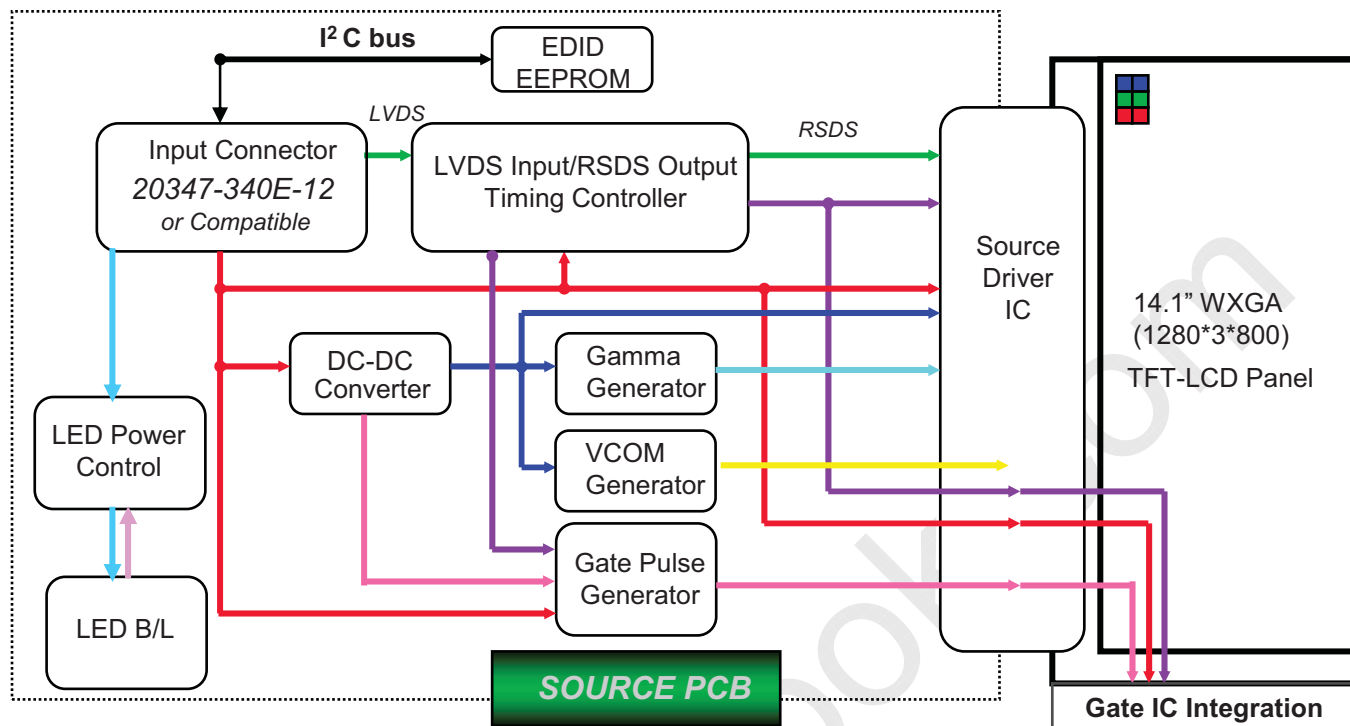 I² C bus
EDID
EEPROM
LVDS
RSDS
Input Connector
20347-340E-12
or Compatible
LVDS Input/RSDS Output
Timing Controller
Source
Driver
IC
14.1” WXGA
(1280*3*800)
TFT-LCD Panel
DC-DC
Converter
Gamma
Generator
LED Power
Control
VCOM
Generator
Gate Pulse
Generator
LED B/L
SOURCE PCB
Gate IC Integration